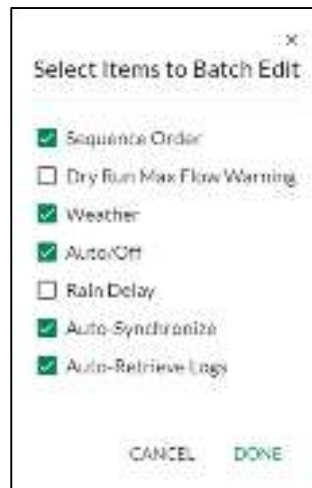 Select Items to Batch Edit
Sequence Order
Dry Run Max Flow Warning
Weather
Auto/Off
Rain Delay
Auto-Synchronize
Auto-Retrieve Logs
CANCEL DONE